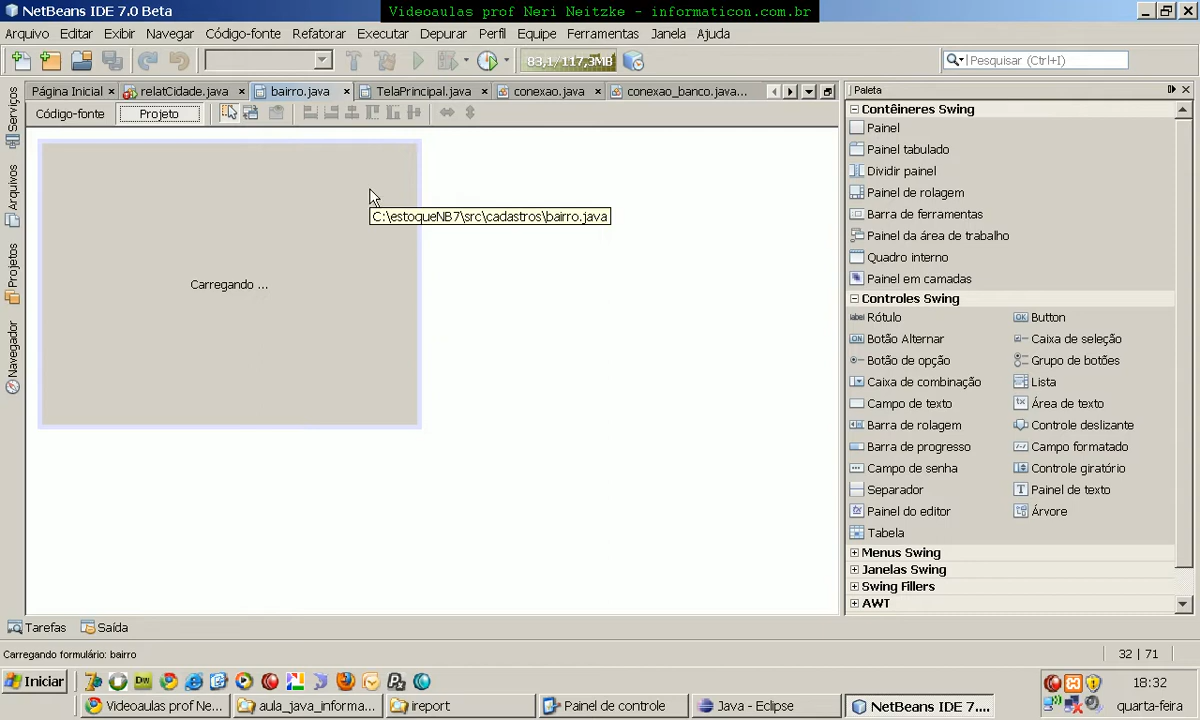 NetBeans IDE 7.0 Beta
Videoaulas prof Neri Neitzke - informaticon.com.br
Arquivo Editar Exibir Navegar Código-fonte Refatorar Executar Depurar Perfil Equipe Ferramentas Janela Ajuda
83,1/117,3MB
Pesquisar (Ctrl+I)
Página Inicial relatCidade.java bairro.java TelaPrincipal.java conexao.java conexao_banco.java...
Código-fonte Projeto
Serviços
Arquivos
Projetos
Navegador
Carregando ...
C:\estoqueNB7\src\cadastros\bairro.java
Paleta
Contêineres Swing
Painel
Painel tabulado
Dividir painel
Painel de rolagem
Barra de ferramentas
Painel da área de trabalho
Quadro interno
Painel em camadas
Controles Swing
Rótulo Button
Botão Alternar Caixa de seleção
Botão de opção Grupo de botões
Caixa de combinação Lista
Campo de texto Área de texto
Barra de rolagem Controle deslizante
Barra de progresso Campo formatado
Campo de senha Controle giratório
Separador Painel de texto
Painel do editor Árvore
Tabela
Menus Swing
Janelas Swing
Swing Fillers
AWT
Tarefas Saída
Carregando formulário: bairro
32 | 71
Iniciar
18:32
Videoaulas prof Ne... aula_java_informa... ireport Painel de controle Java - Eclipse NetBeans IDE 7....
quarta-feira